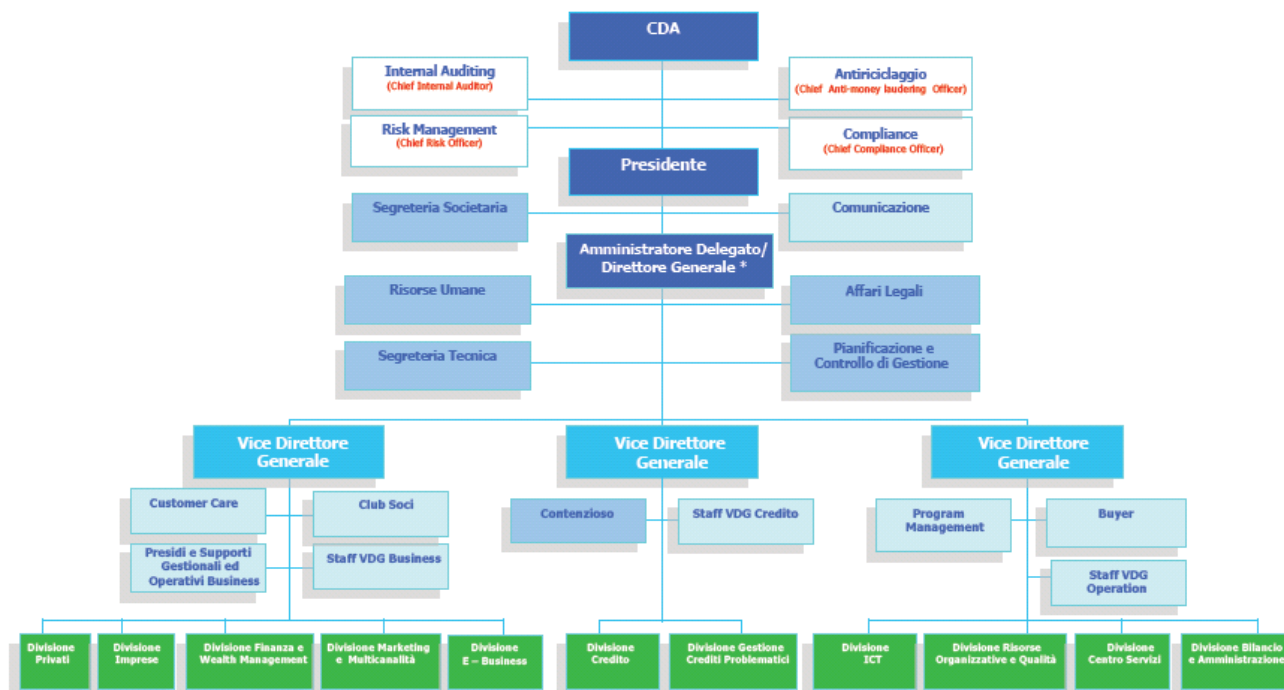 CDA
Internal Auditing
(Chief Internal Auditor)
Antiriciclaggio
(Chief Anti-money laudering Officer)
Risk Management
(Chief Risk Officer)
Compliance
(Chief Compliance Officer)
Presidente
Segreteria Societaria
Comunicazione
Amministratore Delegato/
Direttore Generale *
Risorse Umane
Affari Legali
Segreteria Tecnica
Pianificazione e
Controllo di Gestione
Vice Direttore
Generale
Vice Direttore
Generale
Vice Direttore
Generale
Customer Care
Club Soci
Presidi e Supporti
Gestionali ed
Operativi Business
Staff VDG Business
Contenzioso
Staff VDG Credito
Program
Management
Buyer
Staff VDG
Operation
Divisione
Privati
Divisione
Imprese
Divisione Finanza e
Wealth Management
Divisione Marketing
e Multicanalità
Divisione
E – Business
Divisione
Credito
Divisione Gestione
Crediti Problematici
Divisione
ICT
Divisione Risorse
Organizzative e Qualità
Divisione
Centro Servizi
Divisione Bilancio
e Amministrazione